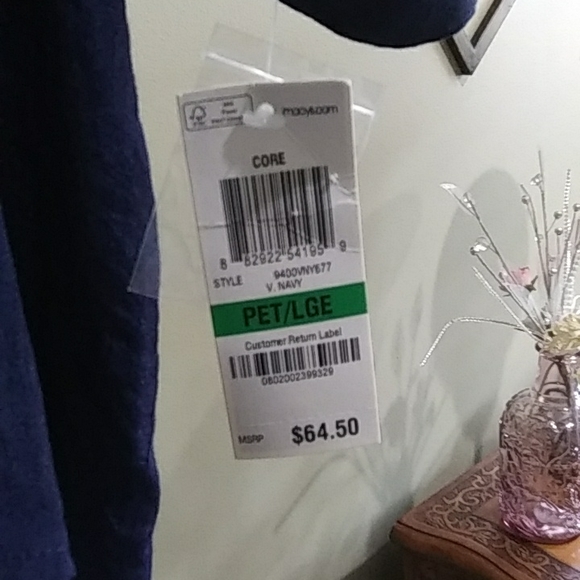 macys.com
CORE
8 82922 54195 9
STYLE 9400VNY677
V. NAVY
PET/LGE
Customer Return Label
0802002399329
MSRP $64.50